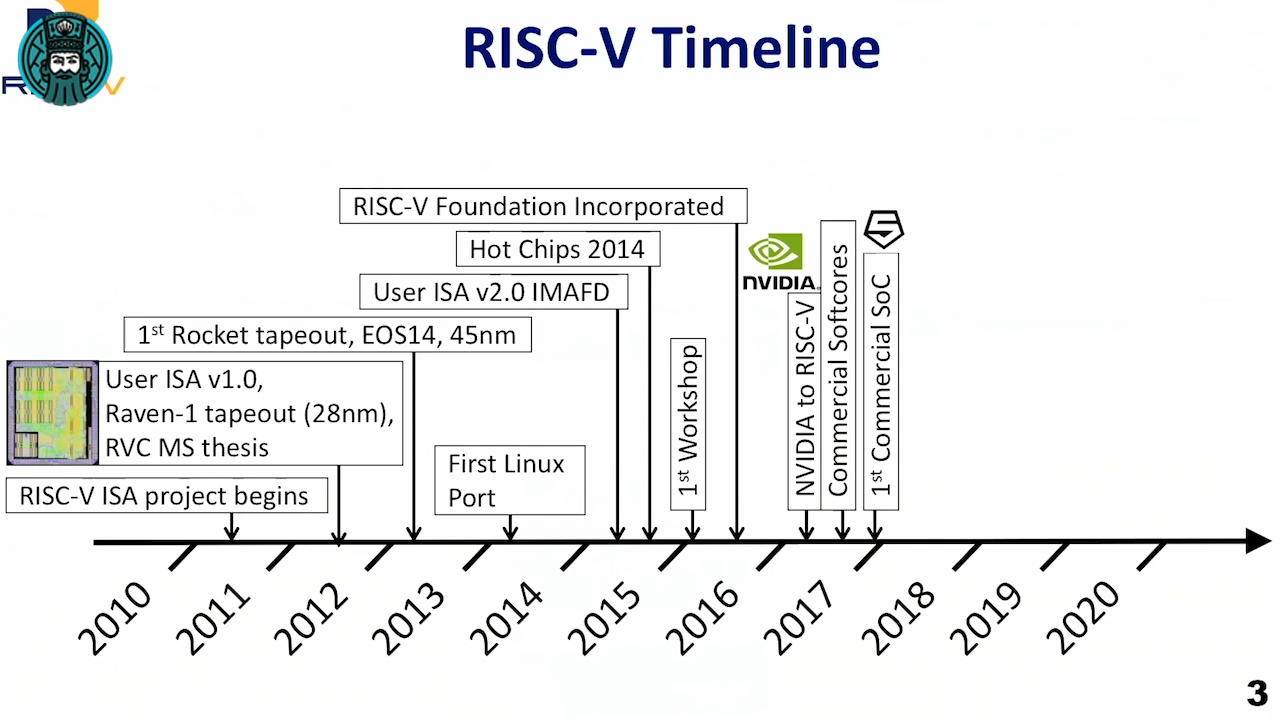 RISC-V Timeline
RISC-V Foundation Incorporated
Hot Chips 2014
User ISA v2.0 IMAFD
1st Rocket tapeout, EOS14, 45nm
User ISA v1.0,
Raven-1 tapeout (28nm),
RVC MS thesis
RISC-V ISA project begins
First Linux
Port
1st Workshop
NVIDIA.
NVIDIA to RISC-V
Commercial Softcores
1st Commercial SoC
2010
2011
2012
2013
2014
2015
2016
2017
2018
2019
2020
3